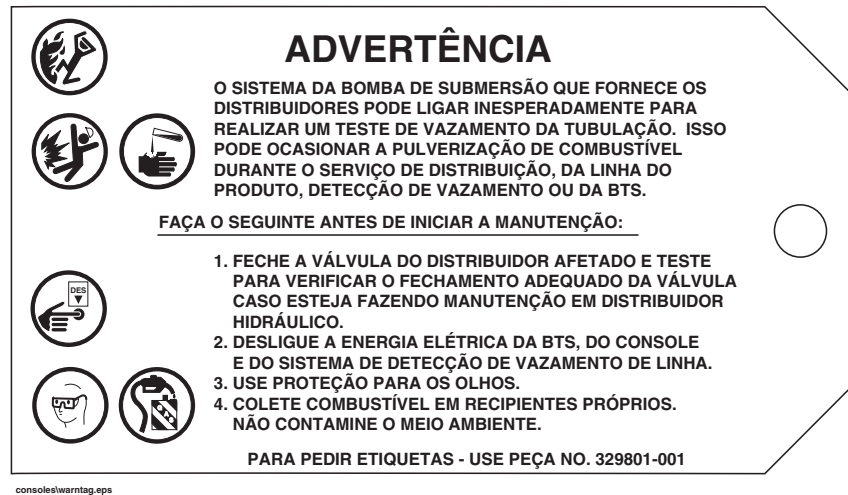 ADVERTÊNCIA
O SISTEMA DA BOMBA DE SUBMERSÃO QUE FORNECE OS
DISTRIBUIDORES PODE LIGAR INESPERADAMENTE PARA
REALIZAR UM TESTE DE VAZAMENTO DA TUBULAÇÃO. ISSO
PODE OCASIONAR A PULVERIZAÇÃO DE COMBUSTÍVEL
DURANTE O SERVIÇO DE DISTRIBUIÇÃO, DA LINHA DO
PRODUTO, DETECÇÃO DE VAZAMENTO OU DA BTS.
FAÇA O SEGUINTE ANTES DE INICIAR A MANUTENÇÃO:
1. FECHE A VÁLVULA DO DISTRIBUIDOR AFETADO E TESTE
PARA VERIFICAR O FECHAMENTO ADEQUADO DA VÁLVULA
CASO ESTEJA FAZENDO MANUTENÇÃO EM DISTRIBUIDOR
HIDRÁULICO.
DES
2. DESLIGUE A ENERGIA ELÉTRICA DA BTS, DO CONSOLE
E DO SISTEMA DE DETECÇÃO DE VAZAMENTO DE LINHA.
3. USE PROTEÇÃO PARA OS OLHOS.
4. COLETE COMBUSTÍVEL EM RECIPIENTES PRÓPRIOS.
NÃO CONTAMINE O MEIO AMBIENTE.
PARA PEDIR ETIQUETAS - USE PEÇA NO. 329801-001
consoles\warntag.eps